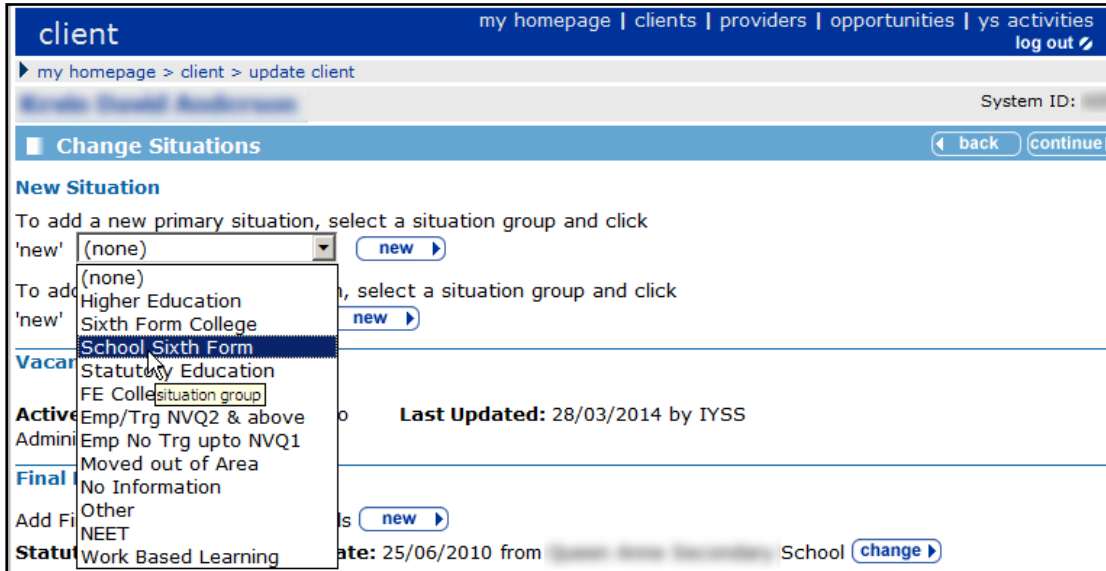 client
my homepage | clients | providers | opportunities | ys activities
log out
my homepage > client > update client
System ID:
Change Situations
back continue
New Situation
To add a new primary situation, select a situation group and click
'new' (none) new
(none)
Higher Education
Sixth Form College
School Sixth Form
Statutory Education
FE Colle
situation group
Emp/Trg NVQ2 & above
Emp No Trg upto NVQ1
Moved out of Area
No Information
Other
NEET
Work Based Learning
To add , select a situation group and click
'new' new
Vacan
Active Last Updated: 28/03/2014 by IYSS
Admini
Final
Add Fi ls new
Statut ate: 25/06/2010 from School change